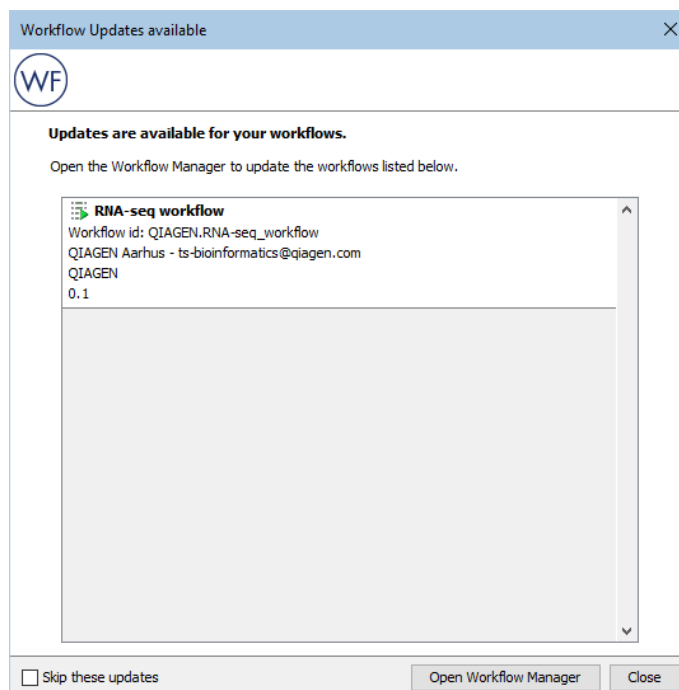 Workflow Updates available
WF
Updates are available for your workflows.
Open the Workflow Manager to update the workflows listed below.
RNA-seq workflow
Workflow id: QIAGEN.RNA-seq_workflow
QIAGEN Aarhus - ts-bioinformatics@qiagen.com
QIAGEN
0.1
Skip these updates
Open Workflow Manager
Close